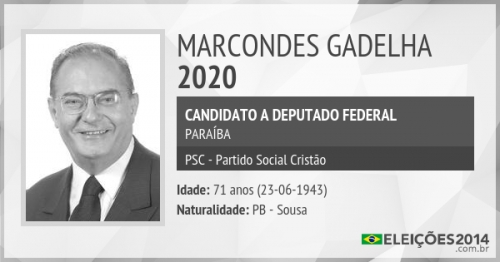 MARCONDES GADELHA
2020
CANDIDATO A DEPUTADO FEDERAL
PARAÍBA
PSC - Partido Social Cristão
Idade: 71 anos (23-06-1943)
Naturalidade: PB - Sousa
ELEIÇÕES2014
.com.br